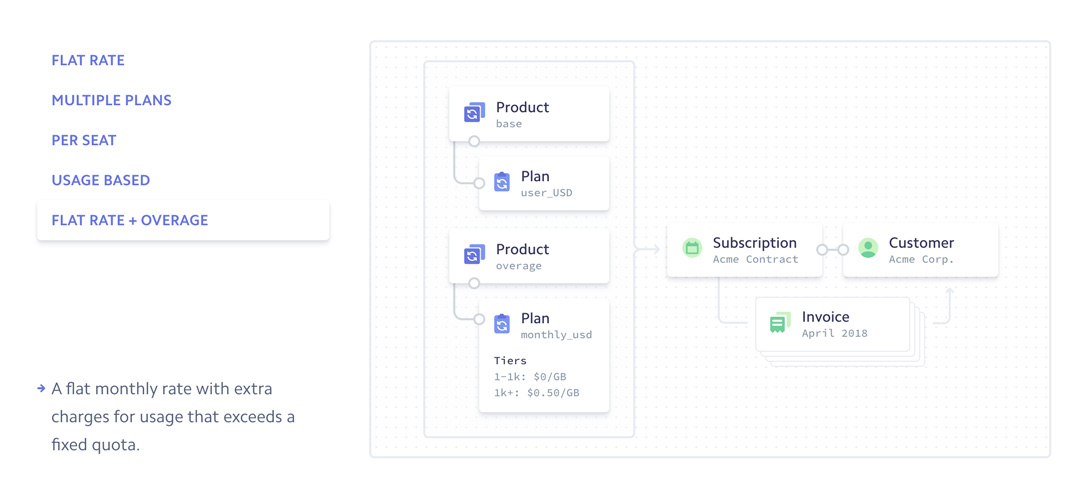 FLAT RATE
MULTIPLE PLANS
PER SEAT
USAGE BASED
FLAT RATE + OVERAGE
A flat monthly rate with extra
charges for usage that exceeds a
fixed quota.
Product
base
Plan
user_USD
Product
overage
Plan
monthly_usd
Tiers
1-1k: $0/GB
1k+: $0.50/GB
Subscription
Acme Contract
Customer
Acme Corp.
Invoice
April 2018